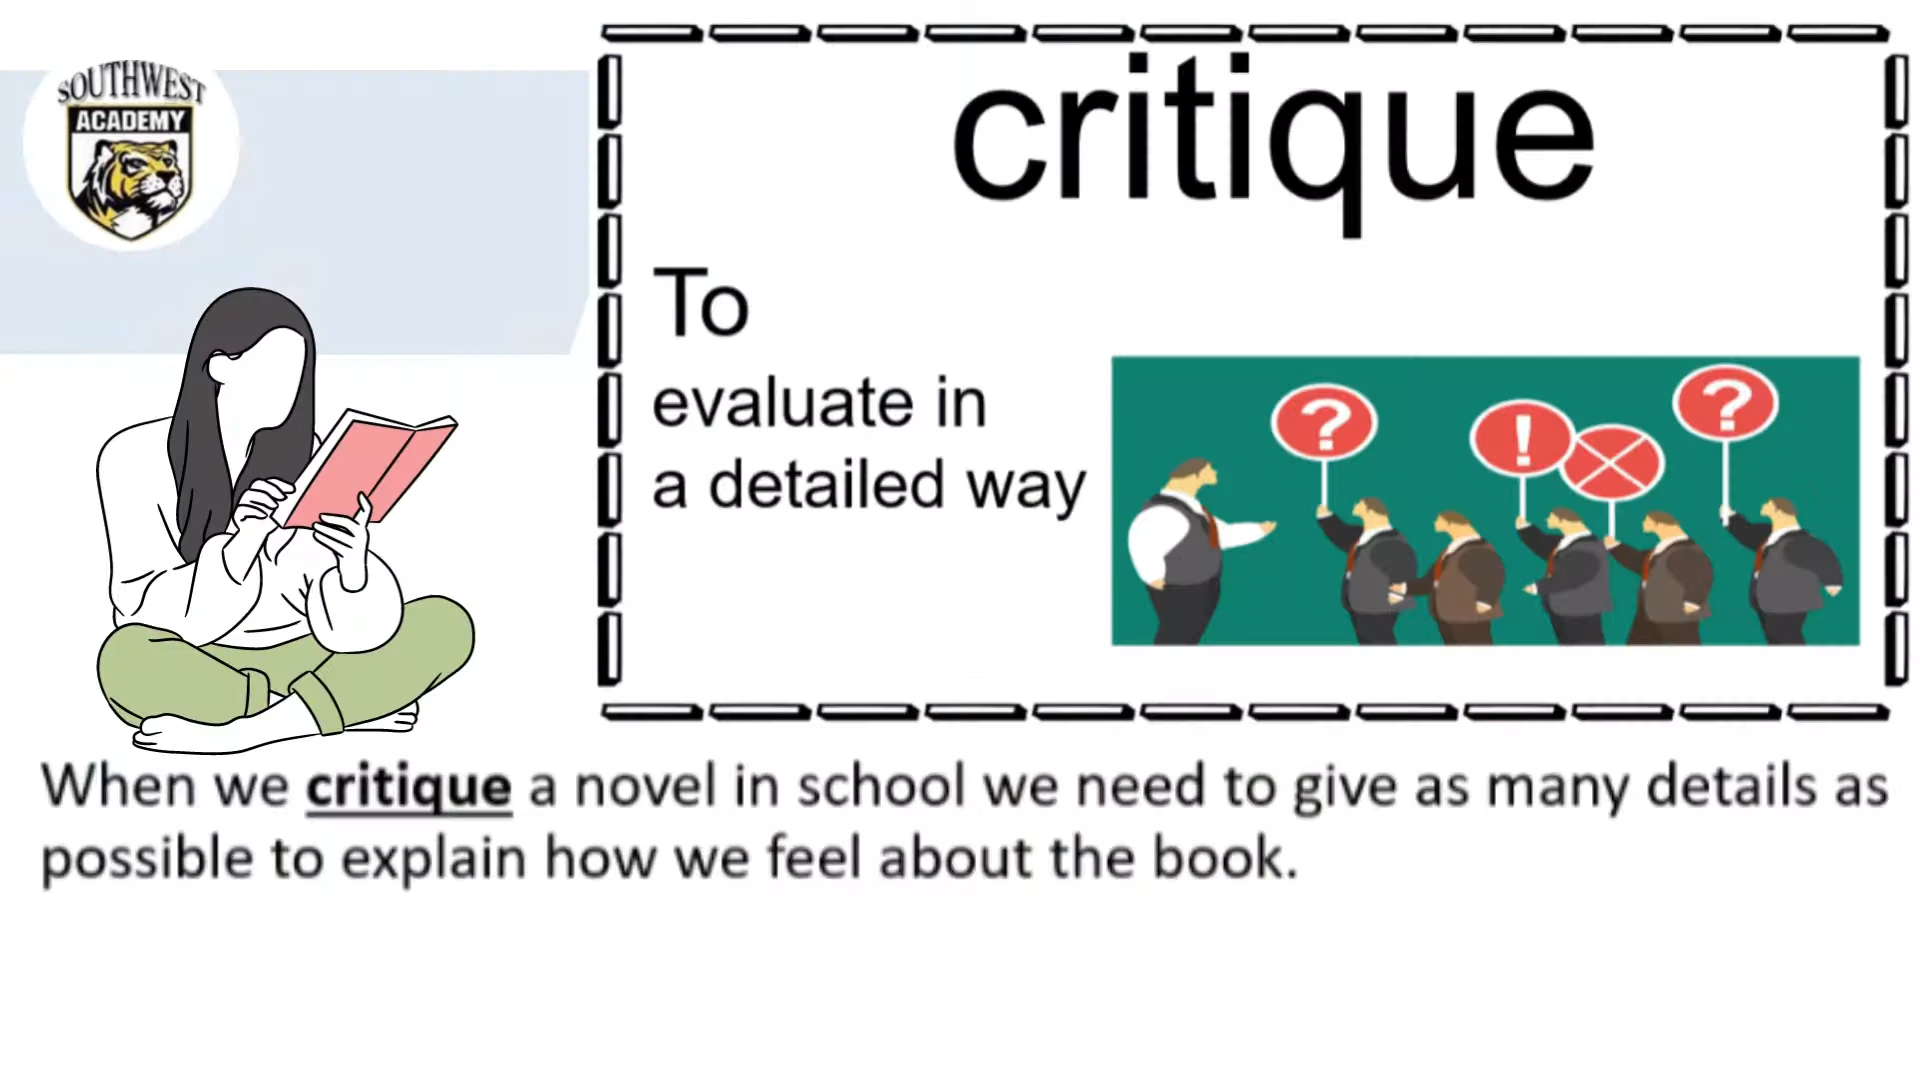 SOUTHWEST
ACADEMY
critique
To
evaluate in
a detailed way
? ! ?
When we critique a novel in school we need to give as many details as
possible to explain how we feel about the book.